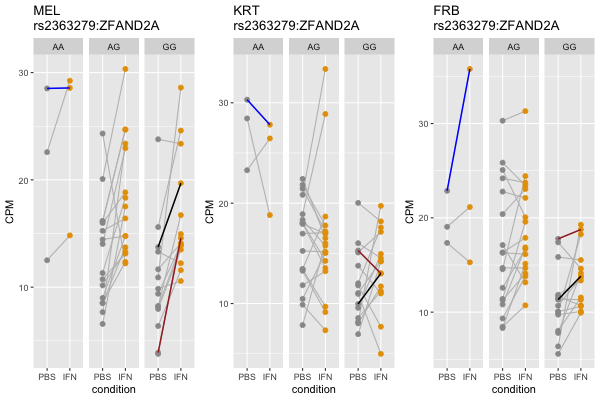 MEL
rs2363279:ZFAND2A
AA AG GG
30
20
10
CPM
PBS IFN PBS IFN PBS IFN
condition
KRT
rs2363279:ZFAND2A
AA AG GG
30
20
10
CPM
PBS IFN PBS IFN PBS IFN
condition
FRB
rs2363279:ZFAND2A
AA AG GG
30
20
10
CPM
PBS IFN PBS IFN PBS IFN
condition